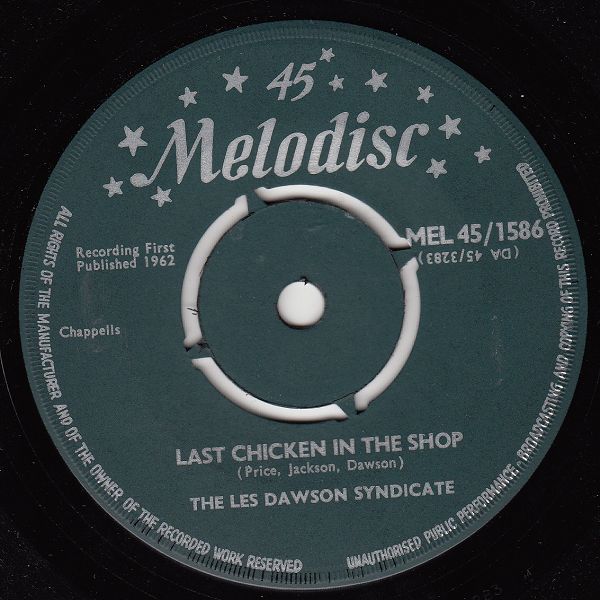 45
Melodisc
MEL 45/1586
(DA 45/3283)
Recording First
Published 1962
Chappells
LAST CHICKEN IN THE SHOP
(Price, Jackson, Dawson)
THE LES DAWSON SYNDICATE
ALL RIGHTS OF THE MANUFACTURER AND OF THE OWNER OF THE RECORDED WORK RESERVED
UNAUTHORISED PUBLIC PERFORMANCE, BROADCASTING AND COPYING OF THIS RECORD PROHIBITED